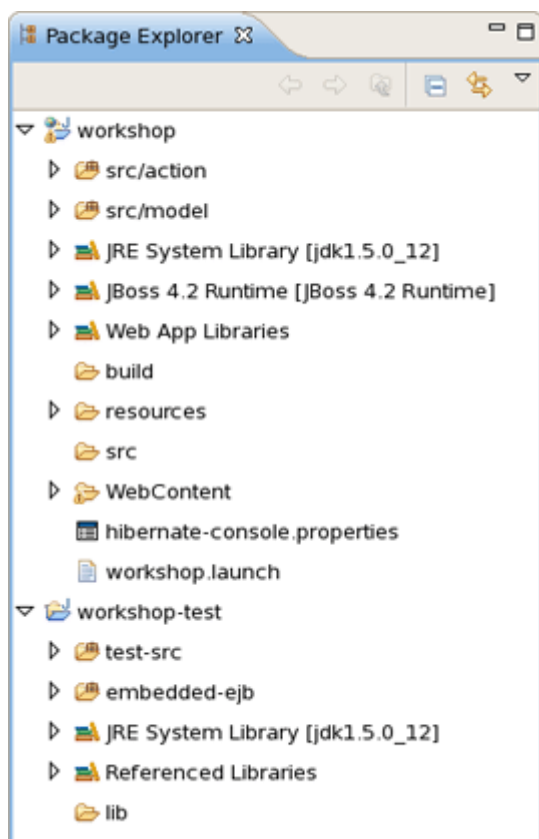 Package Explorer
workshop
src/action
src/model
JRE System Library [jdk1.5.0_12]
JBoss 4.2 Runtime [JBoss 4.2 Runtime]
Web App Libraries
build
resources
src
WebContent
hibernate-console.properties
workshop.launch
workshop-test
test-src
embedded-ejb
JRE System Library [jdk1.5.0_12]
Referenced Libraries
lib